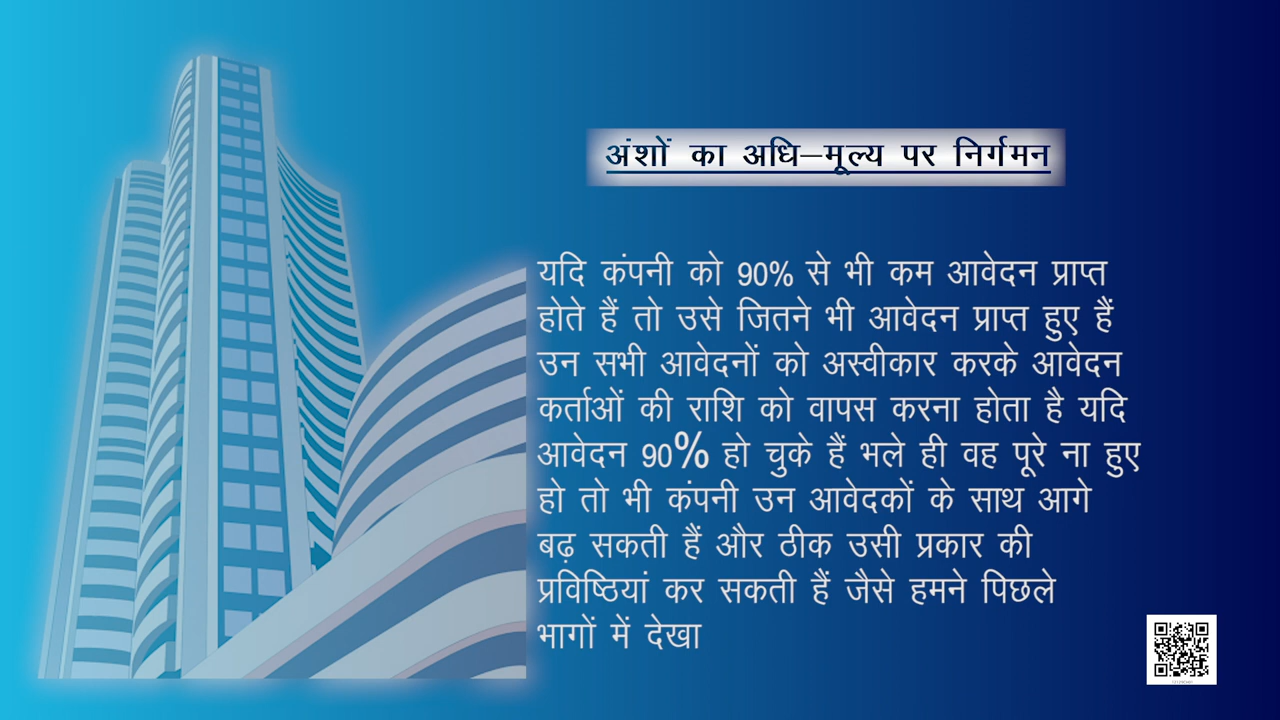 अंशों का अधि–मूल्य पर निर्गमन
यदि कंपनी को 90% से भी कम आवेदन प्राप्त
होते हैं तो उसे जितने भी आवेदन प्राप्त हुए हैं
उन सभी आवेदनों को अस्वीकार करके आवेदन
कर्ताओं की राशि को वापस करना होता है यदि
आवेदन 90% हो चुके हैं भले ही वह पूरे ना हुए
हो तो भी कंपनी उन आवेदकों के साथ आगे
बढ़ सकती हैं और ठीक उसी प्रकार की
प्रविष्ठियां कर सकती हैं जैसे हमने पिछले
भागों में देखा